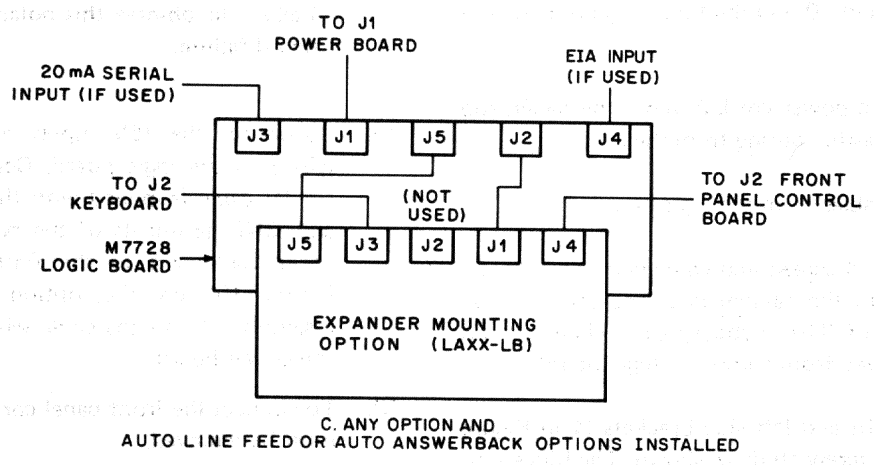 TO J1
POWER BOARD
EIA INPUT
(IF USED)
20mA SERIAL
INPUT (IF USED)
J3 J1 J5 J2 J4
TO J2
KEYBOARD
(NOT
USED)
TO J2 FRONT
PANEL CONTROL
BOARD
J5 J3 J2 J1 J4
M7728
LOGIC BOARD
EXPANDER MOUNTING
OPTION (LAXX-LB)
C. ANY OPTION AND
AUTO LINE FEED OR AUTO ANSWERBACK OPTIONS INSTALLED